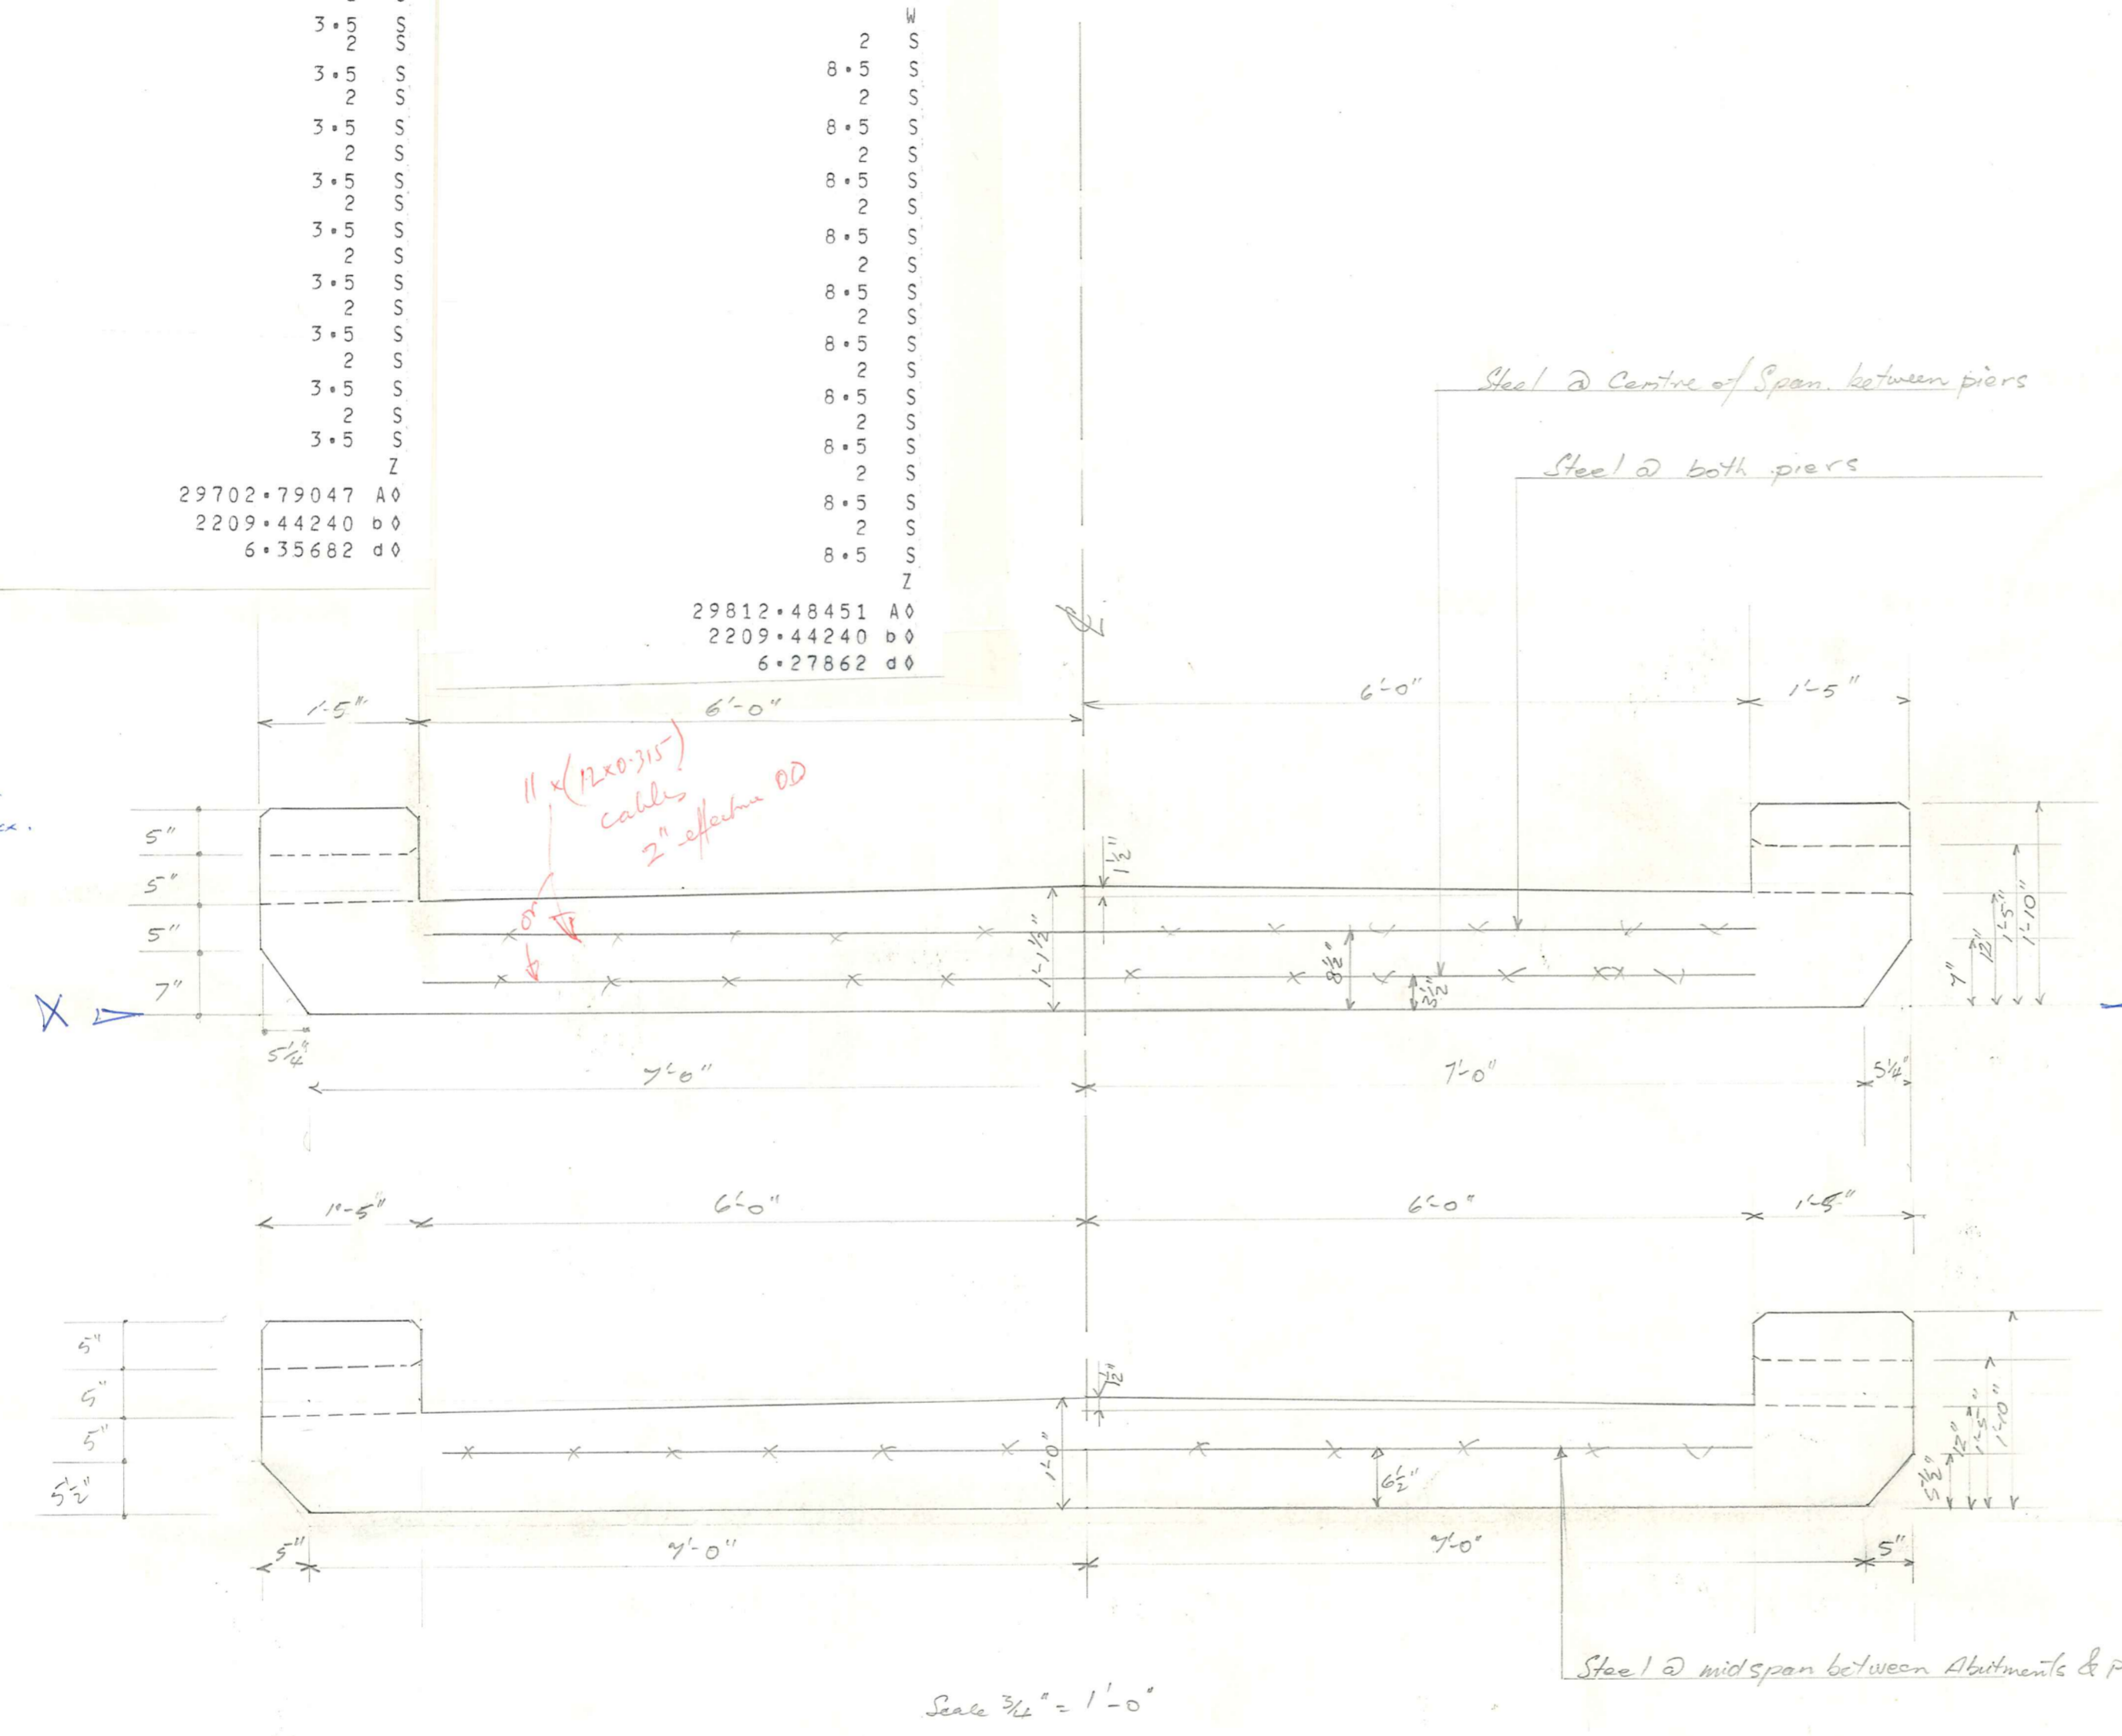 3.5 S
2 S
3.5 S
2 S
3.5 S
2 S
3.5 S
2 S
3.5 S
2 S
3.5 S
2 S
3.5 S
2 S
3.5 S
2 S
3.5 S
Z
29702.79047 A◊
2209.44240 b◊
6.35682 d◊
W
2 S
8.5 S
2 S
8.5 S
2 S
8.5 S
2 S
8.5 S
2 S
8.5 S
2 S
8.5 S
2 S
8.5 S
2 S
8.5 S
2 S
8.5 S
2 S
8.5 S
Z
29812.48451 A◊
2209.44240 b◊
6.27862 d◊
Steel @ Centre of Span. between piers
Steel @ both piers
℄
1'-5"
6'-0"
6'-0"
1'-5"
11 x (12x0.315)
cables
2" effective OD
or
5"
5"
5"
7"
1½"
1'-1½"
8½"
3½"
7"
12"
1'-5"
1'-10"
X
5¼"
7'-0"
7'-0"
5¼"
1'-5"
6'-0"
6'-0"
1'-5"
5"
5"
5"
5½"
1½"
1'-0"
6½"
5½"
12"
1'-5"
1'-10"
5"
7'-0"
7'-0"
5"
Steel @ midspan between Abutments &
Scale ¾" = 1'-0"